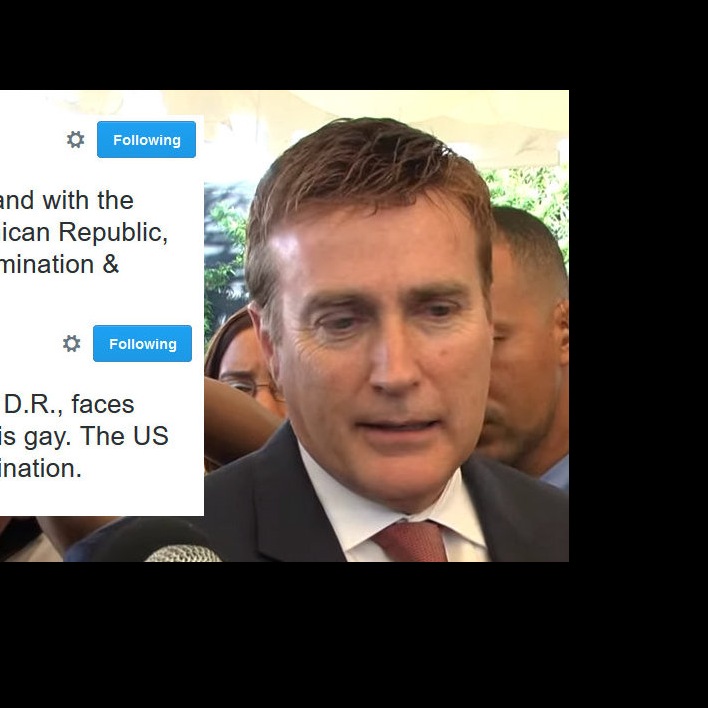 Following
and with the
ican Republic,
mination &
Following
D.R., faces
is gay. The US
ination.